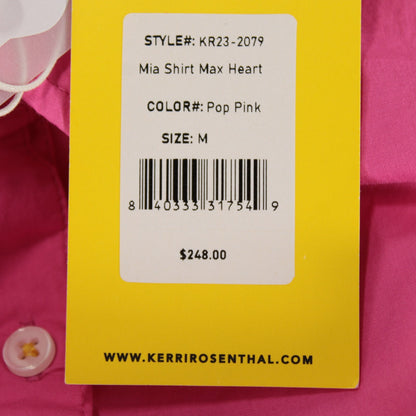 STYLE#: KR23-2079
Mia Shirt Max Heart
COLOR#: Pop Pink
SIZE: M
8 40333 31754 9
$248.00
WWW.KERRIROSENTHAL.COM